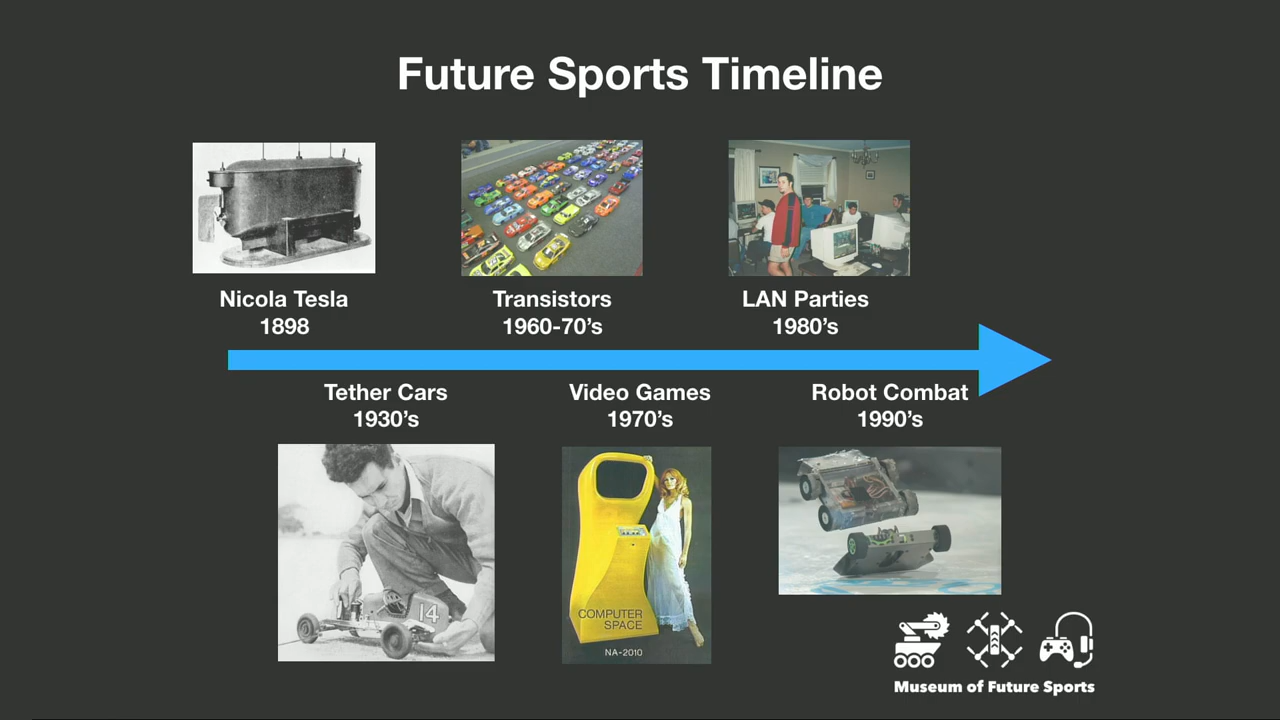 Future Sports Timeline
Nicola Tesla
1898
Transistors
1960-70's
LAN Parties
1980's
Tether Cars
1930's
Video Games
1970's
Robot Combat
1990's
14
COMPUTER
SPACE
NA-2010
Museum of Future Sports